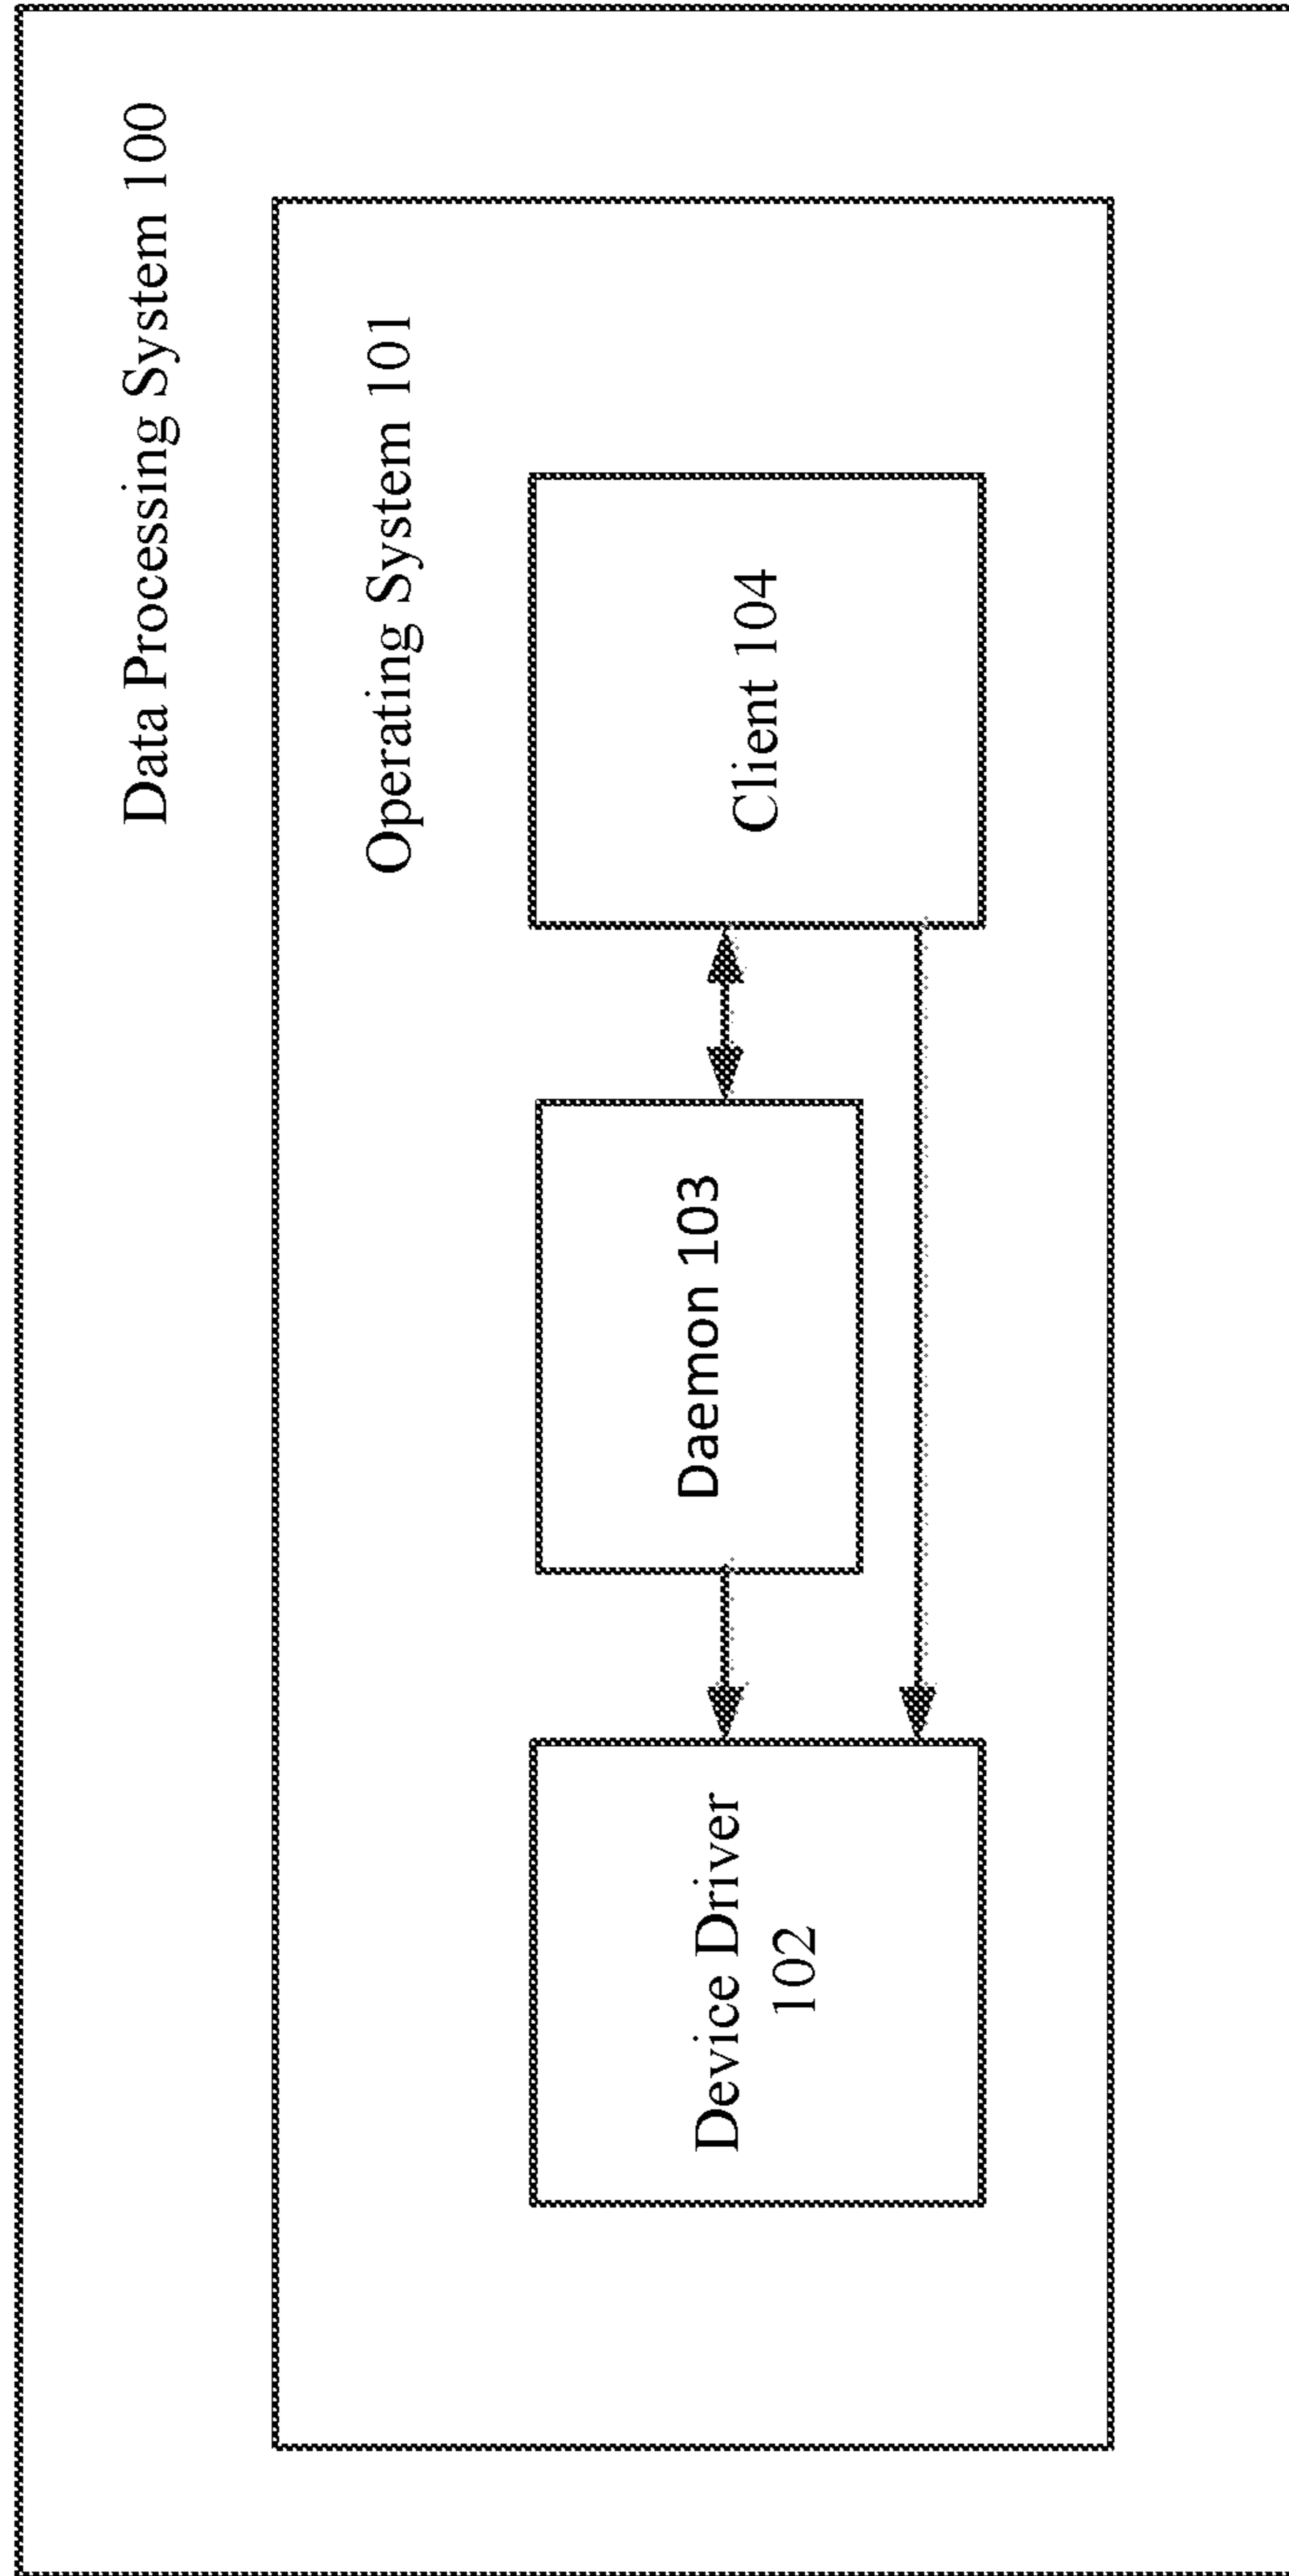 Data Processing System 100
Operating System 101
Device Driver
102
Daemon 103
Client 104